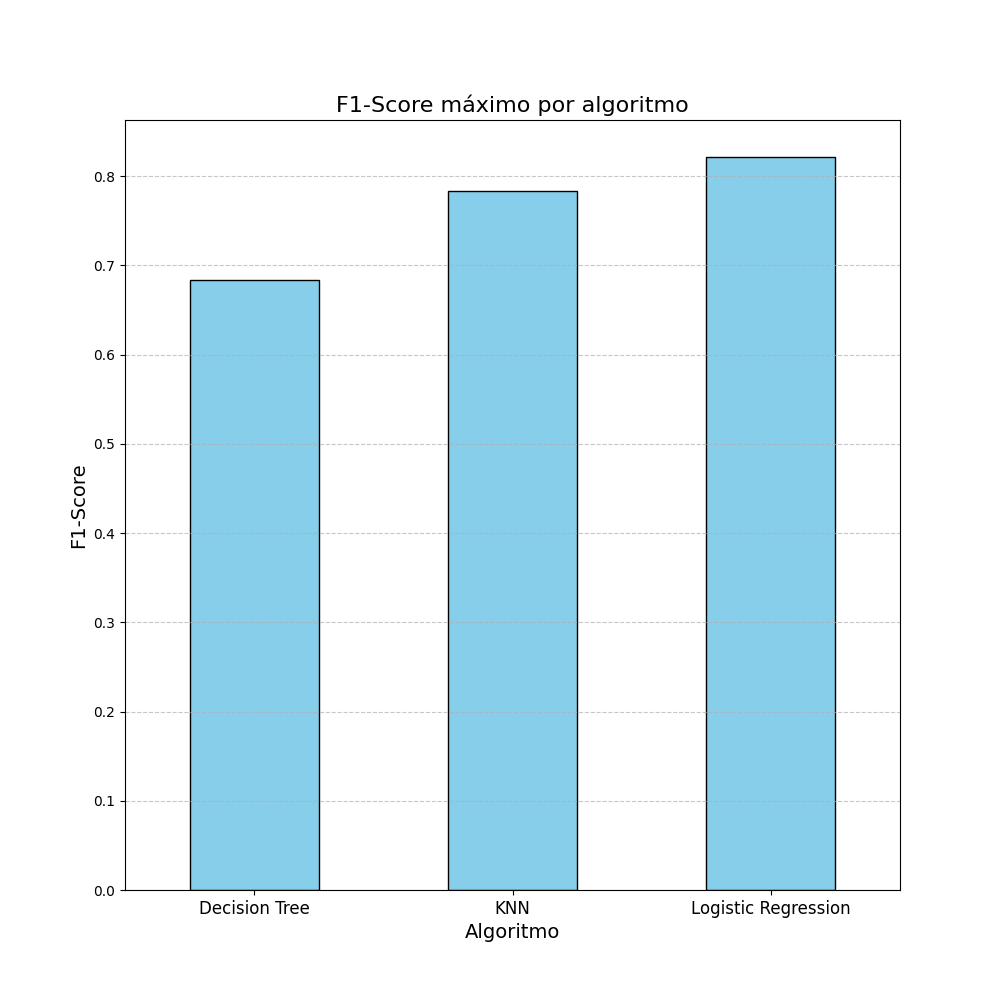 F1-Score máximo por algoritmo
F1-Score
0.8
0.7
0.6
0.5
0.4
0.3
0.2
0.1
0.0
Decision Tree
KNN
Logistic Regression
Algoritmo